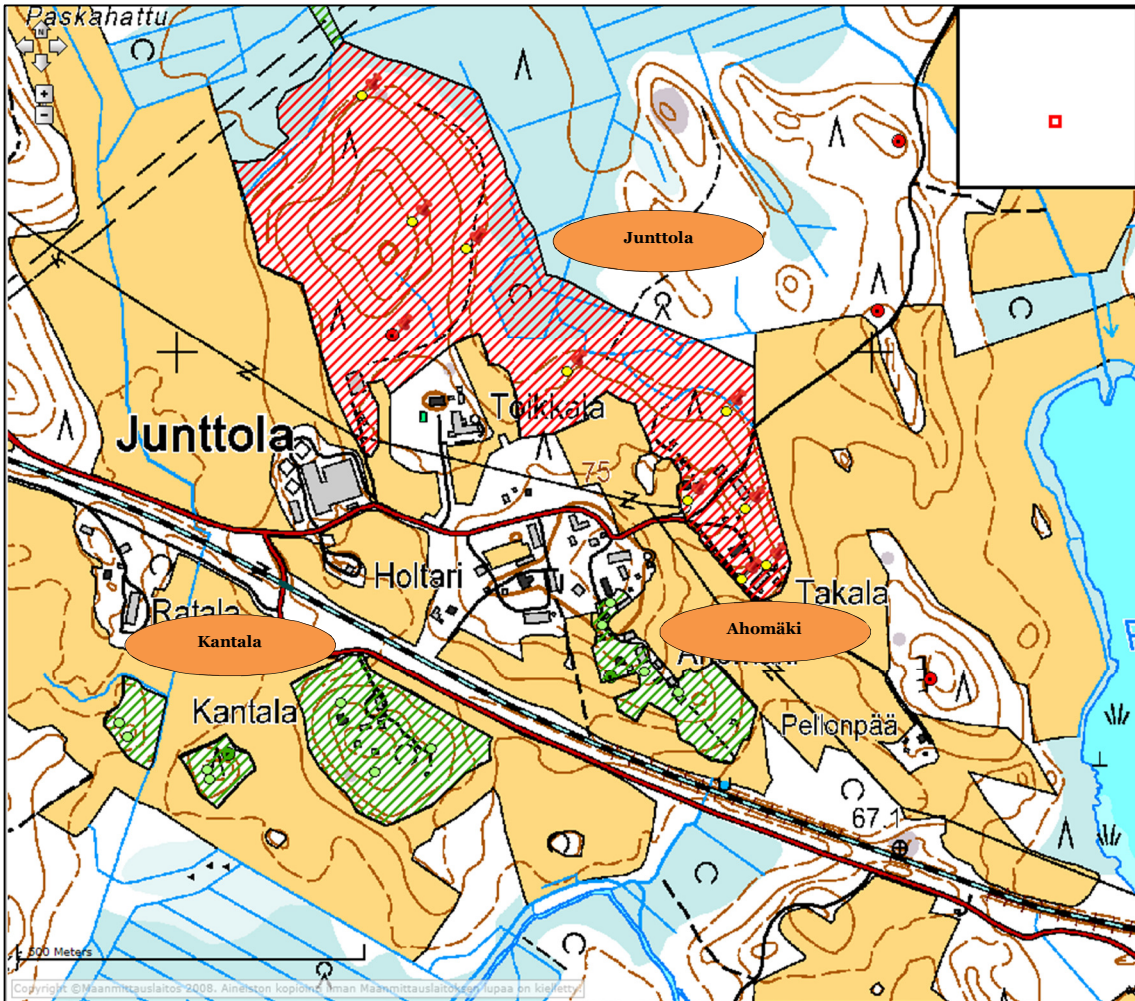 Paskahattu
N
+
−
Junttola
Toikkala
Junttola
75
Holtari
Takala
Ratala
Kantala
Ahomäki
Kantala
Pellonpää
67.1
500 Meters
Copyright ©Maanmittauslaitos 2008. Aineiston kopiointi ilman Maanmittauslaitoksen lupaa on kielletty.